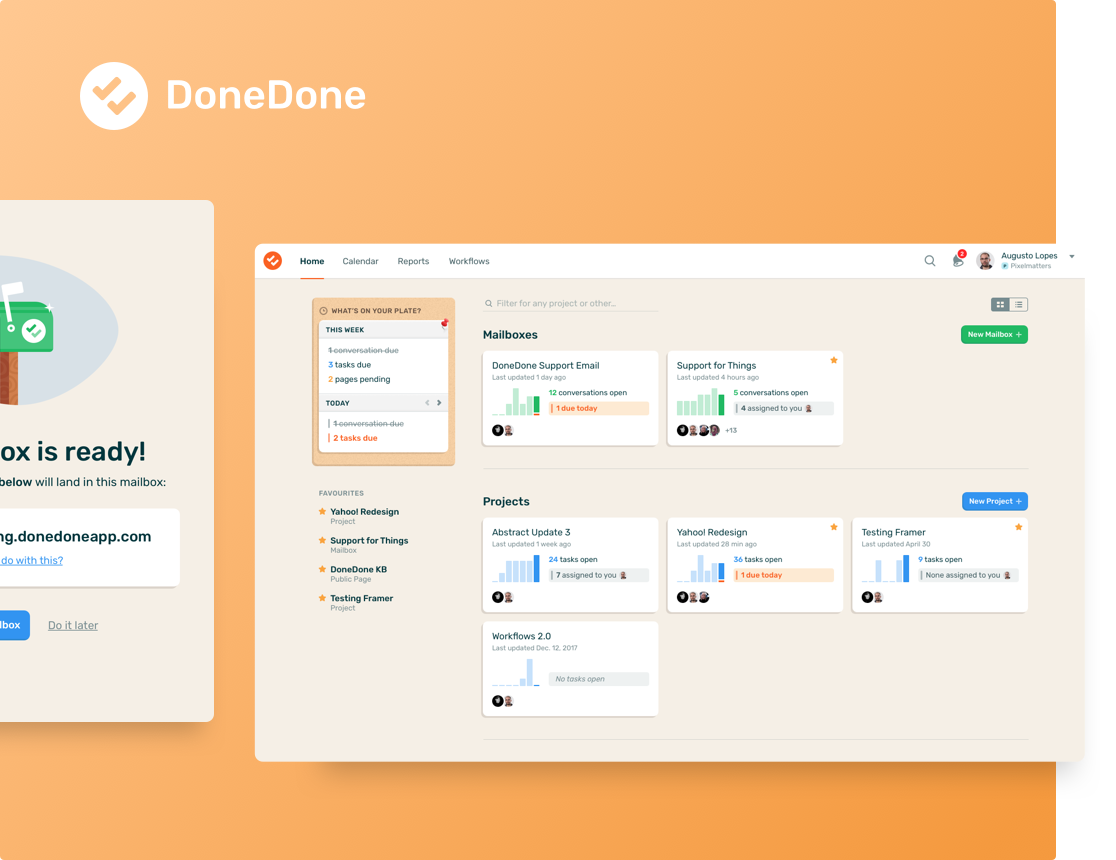 DoneDone
ox is ready!
below will land in this mailbox:
ng.donedoneapp.com
do with this?
lbox
Do it later
Home
Calendar
Reports
Workflows
2
Augusto Lopes
P Pixelmatters
WHAT'S ON YOUR PLATE?
THIS WEEK
1 conversation due
3 tasks due
2 pages pending
TODAY
1 conversation due
2 tasks due
FAVOURITES
Yahoo! Redesign
Project
Support for Things
Mailbox
DoneDone KB
Public Page
Testing Framer
Project
Filter for any project or other...
Mailboxes
New Mailbox +
DoneDone Support Email
Last updated 1 day ago
12 conversations open
1 due today
Support for Things
Last updated 4 hours ago
5 conversations open
4 assigned to you
+13
Projects
New Project +
Abstract Update 3
Last updated 1 week ago
24 tasks open
7 assigned to you
Yahoo! Redesign
Last updated 28 min ago
36 tasks open
1 due today
Testing Framer
Last updated April 30
9 tasks open
None assigned to you
Workflows 2.0
Last updated Dec. 12, 2017
No tasks open